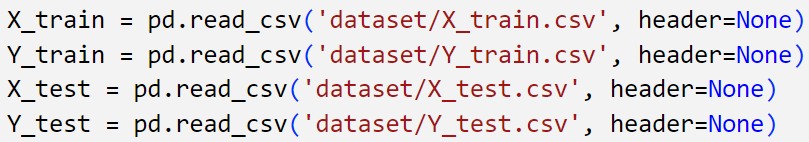 X_train = pd.read_csv('dataset/X_train.csv', header=None)
Y_train = pd.read_csv('dataset/Y_train.csv', header=None)
X_test = pd.read_csv('dataset/X_test.csv', header=None)
Y_test = pd.read_csv('dataset/Y_test.csv', header=None)